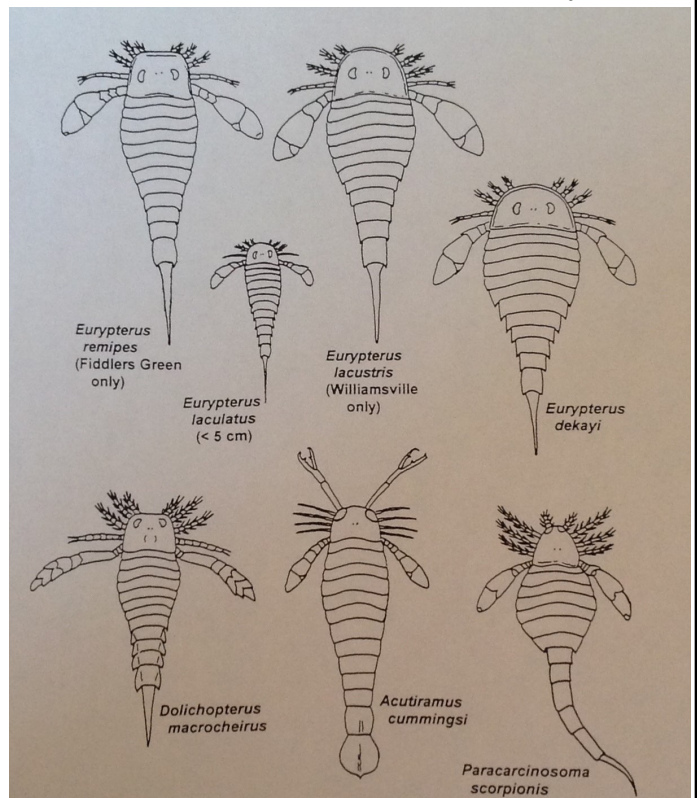 Eurypterus
remipes
(Fiddlers Green
only)
Eurypterus
laculatus
(< 5 cm)
Eurypterus
lacustris
(Williamsville
only)
Eurypterus
dekayi
Dolichopterus
macrocheirus
Acutiramus
cummingsi
Paracarcinosoma
scorpionis